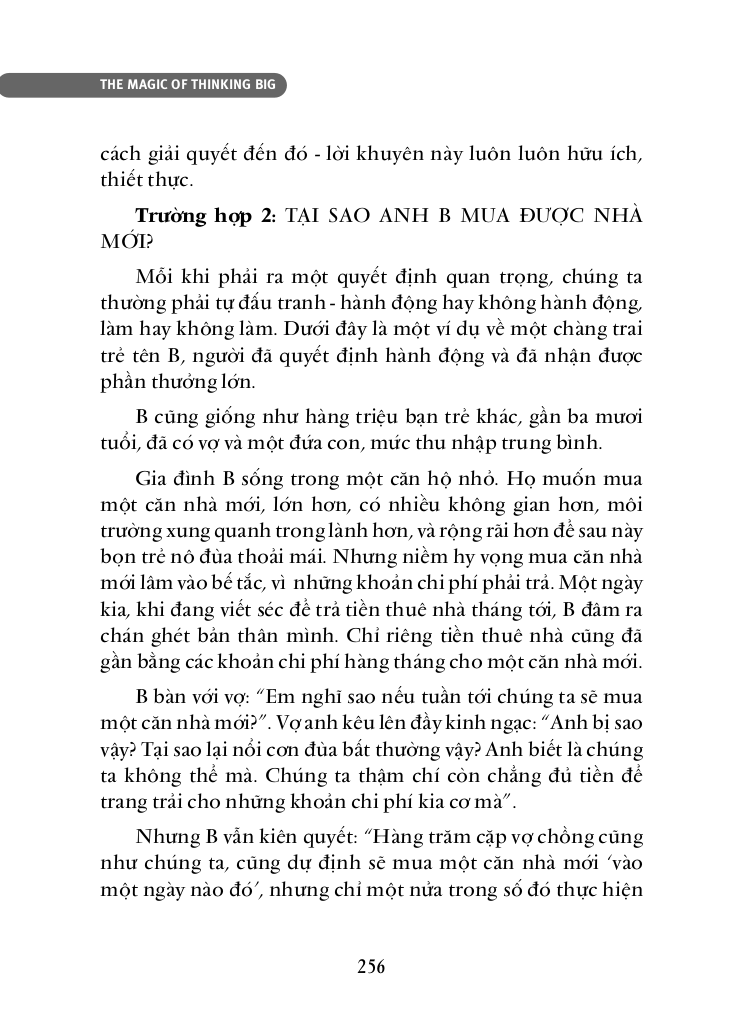 THE MAGIC OF THINKING BIG
cách giải quyết đến đó - lời khuyên này luôn luôn hữu ích,
thiết thực.
Trường hợp 2: TẠI SAO ANH B MUA ĐƯỢC NHÀ
MỚI?
Mỗi khi phải ra một quyết định quan trọng, chúng ta
thường phải tự đấu tranh - hành động hay không hành động,
làm hay không làm. Dưới đây là một ví dụ về một chàng trai
trẻ tên B, người đã quyết định hành động và đã nhận được
phần thưởng lớn.
B cũng giống như hàng triệu bạn trẻ khác, gần ba mươi
tuổi, đã có vợ và một đứa con, mức thu nhập trung bình.
Gia đình B sống trong một căn hộ nhỏ. Họ muốn mua
một căn nhà mới, lớn hơn, có nhiều không gian hơn, môi
trường xung quanh trong lành hơn, và rộng rãi hơn để sau này
bọn trẻ nô đùa thoải mái. Nhưng niềm hy vọng mua căn nhà
mới lâm vào bế tắc, vì những khoản chi phí phải trả. Một ngày
kia, khi đang viết séc để trả tiền thuê nhà tháng tới, B đâm ra
chán ghét bản thân mình. Chỉ riêng tiền thuê nhà cũng đã
gần bằng các khoản chi phí hàng tháng cho một căn nhà mới.
B bàn với vợ: “Em nghĩ sao nếu tuần tới chúng ta sẽ mua
một căn nhà mới?”. Vợ anh kêu lên đầy kinh ngạc: “Anh bị sao
vậy? Tại sao lại nổi cơn đùa bất thường vậy? Anh biết là chúng
ta không thể mà. Chúng ta thậm chí còn chẳng đủ tiền để
trang trải cho những khoản chi phí kia cơ mà”.
Nhưng B vẫn kiên quyết: “Hàng trăm cặp vợ chồng cũng
như chúng ta, cũng dự định sẽ mua một căn nhà mới ‘vào
một ngày nào đó’, nhưng chỉ một nửa trong số đó thực hiện
256